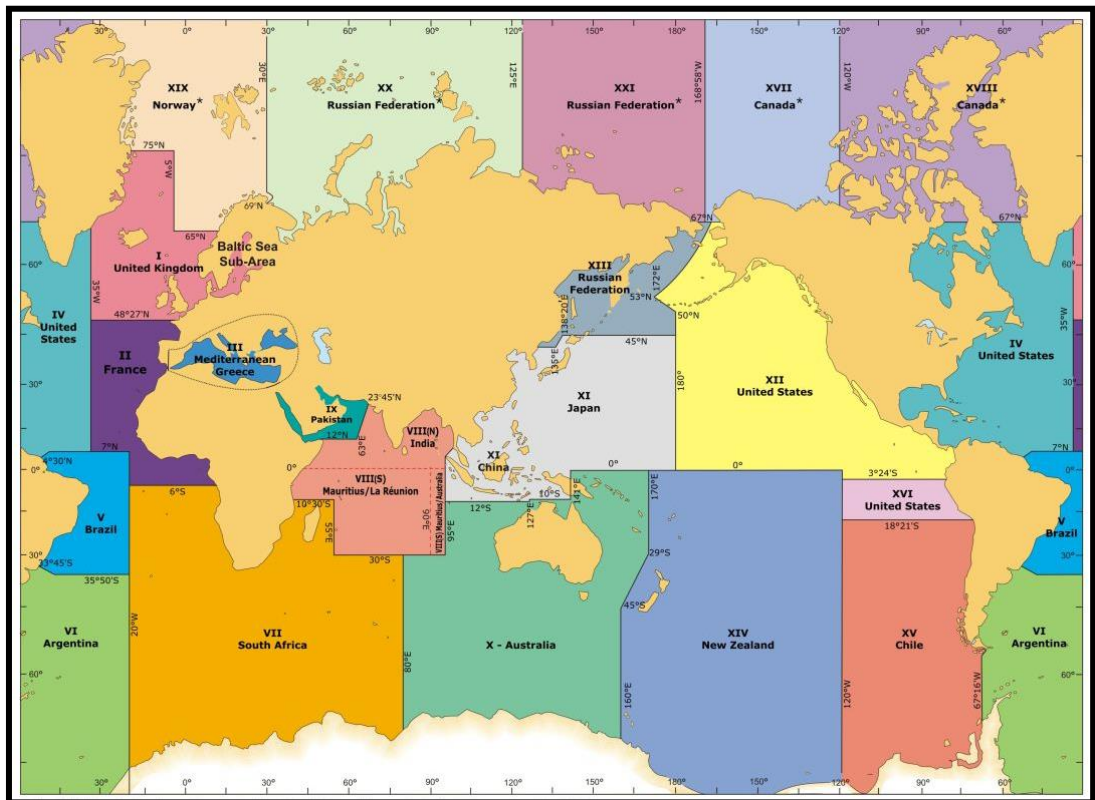 30°
0°
30°
60°
90°
120°
150°
180°
150°
120°
90°
60°
30°
XIX
Norway*
30°E
XX
Russian Federation*
125°E
XXI
Russian Federation*
168°58'W
XVII
Canada*
120°W
XVIII
Canada*
75°N
5°W
69°N
65°N
67°N
67°N
Baltic Sea
Sub-Area
I
United Kingdom
60°
35°W
48°27'N
XIII
Russian
Federation
172°E
53°N
138°20'E
50°N
45°N
135°E
60°
35°W
IV
United
States
II
France
III
Mediterranean
Greece
IV
United States
30°
30°
XI
Japan
180°
XII
United States
IX
Pakistan
23°45'N
12°N
63°E
VIII(N)
India
XI
China
7°N
7°N
4°30'N
0°
0°
0°
0°
0°
3°24'S
6°S
VIII(S)
Mauritius/La Réunion
VIII(S) Mauritius/Australia
10°30'S
55°E
90°E
95°E
12°S
10°S
127°E
141°E
170°E
XVI
United States
18°21'S
V
Brazil
V
Brazil
30°
30°S
29°S
30°
33°45'S
35°50'S
45°S
VI
Argentina
20°W
VII
South Africa
80°E
X - Australia
160°E
XIV
New Zealand
120°W
XV
Chile
67°16'W
VI
Argentina
60°
60°
30°
0°
30°
60°
90°
120°
150°
180°
150°
120°
90°
60°
30°